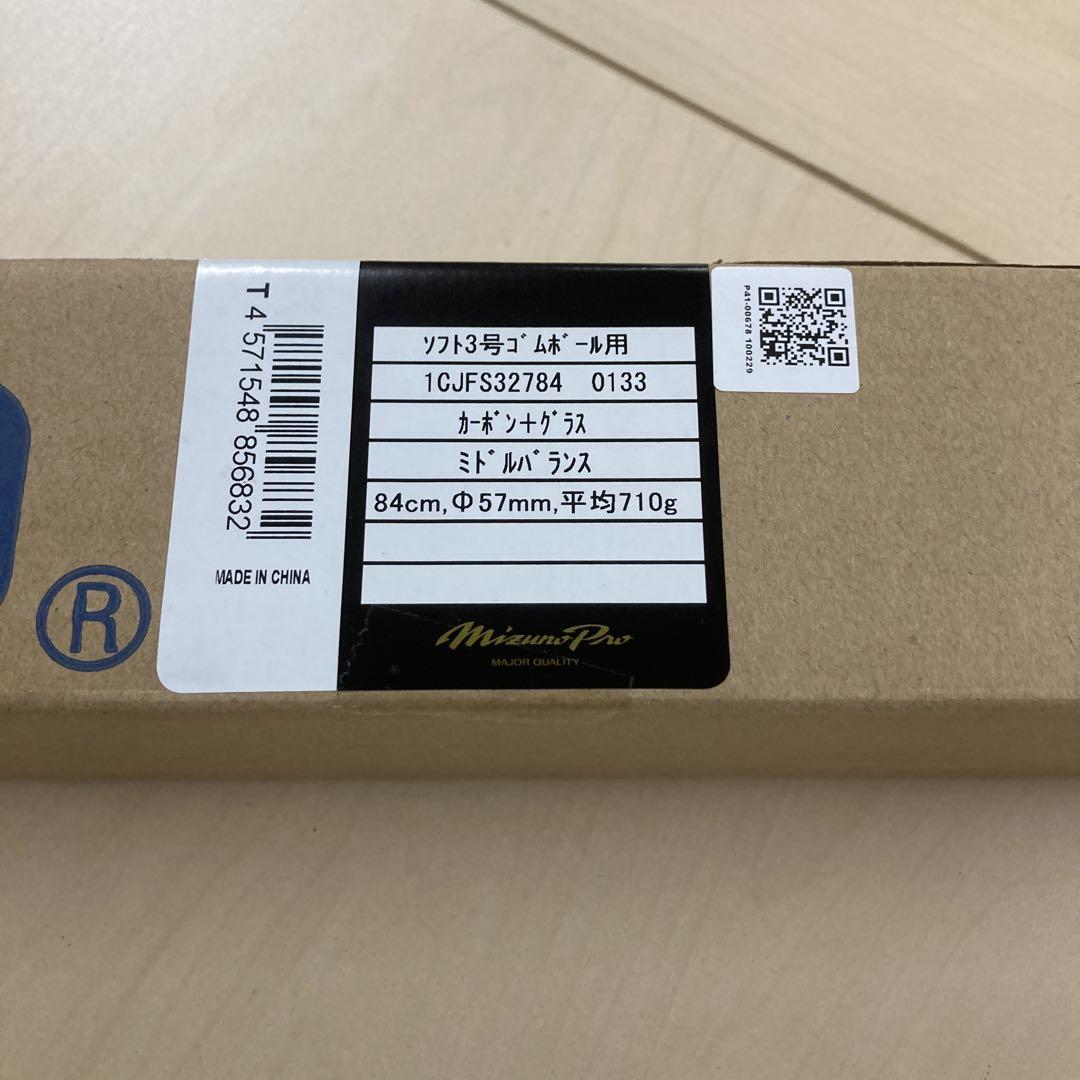 T 4 571548 856832
MADE IN CHINA
ｿﾌﾄ3号ｺﾞﾑﾎﾞｰﾙ用
1CJFS32784 0133
ｶｰﾎﾞﾝ+ｸﾞﾗｽ
ﾐﾄﾞﾙﾊﾞﾗﾝｽ
84cm,Φ57mm,平均710g
Mizuno Pro
MAJOR QUALITY
P41-00678 100229
®